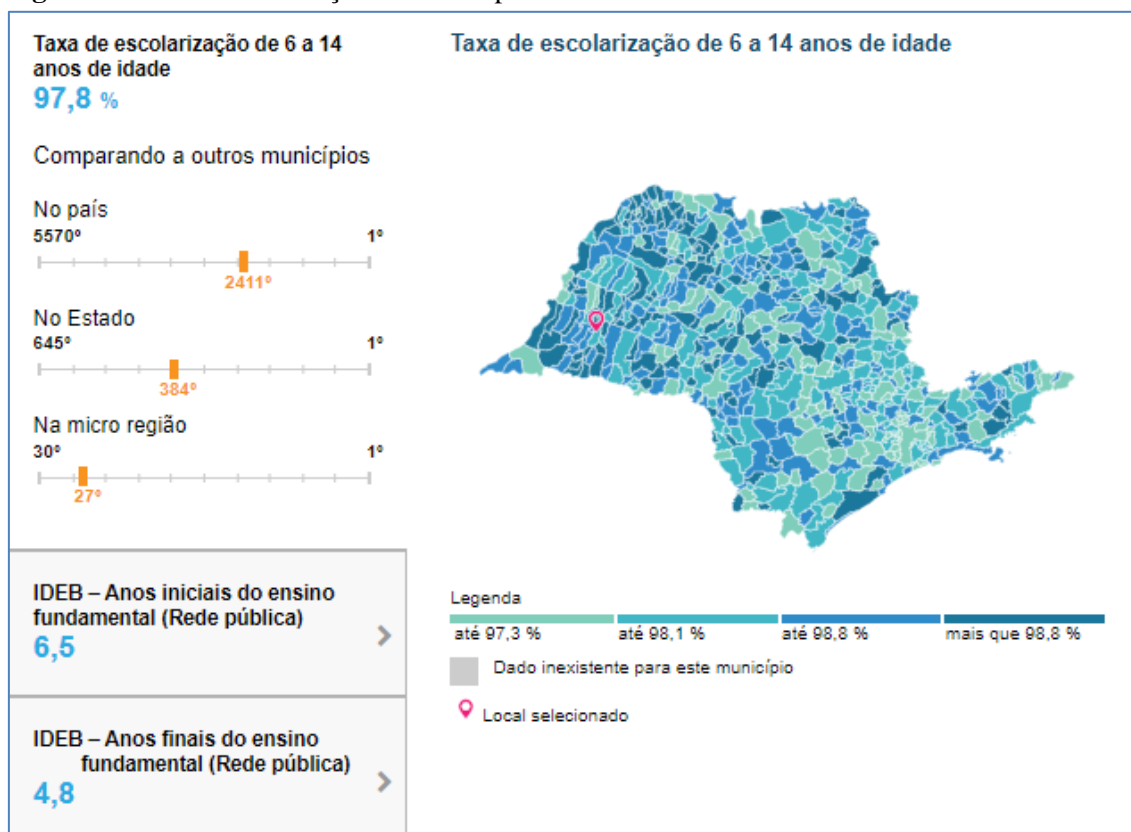 Taxa de escolarização de 6 a 14
anos de idade
97,8 %
Comparando a outros municípios
No país
5570º 1º
2411º
No Estado
645º 1º
384º
Na micro região
30º 1º
27º
IDEB – Anos iniciais do ensino
fundamental (Rede pública)
6,5
IDEB – Anos finais do ensino
fundamental (Rede pública)
4,8
Taxa de escolarização de 6 a 14 anos de idade
Legenda
até 97,3 % até 98,1 % até 98,8 % mais que 98,8 %
Dado inexistente para este município
Local selecionado